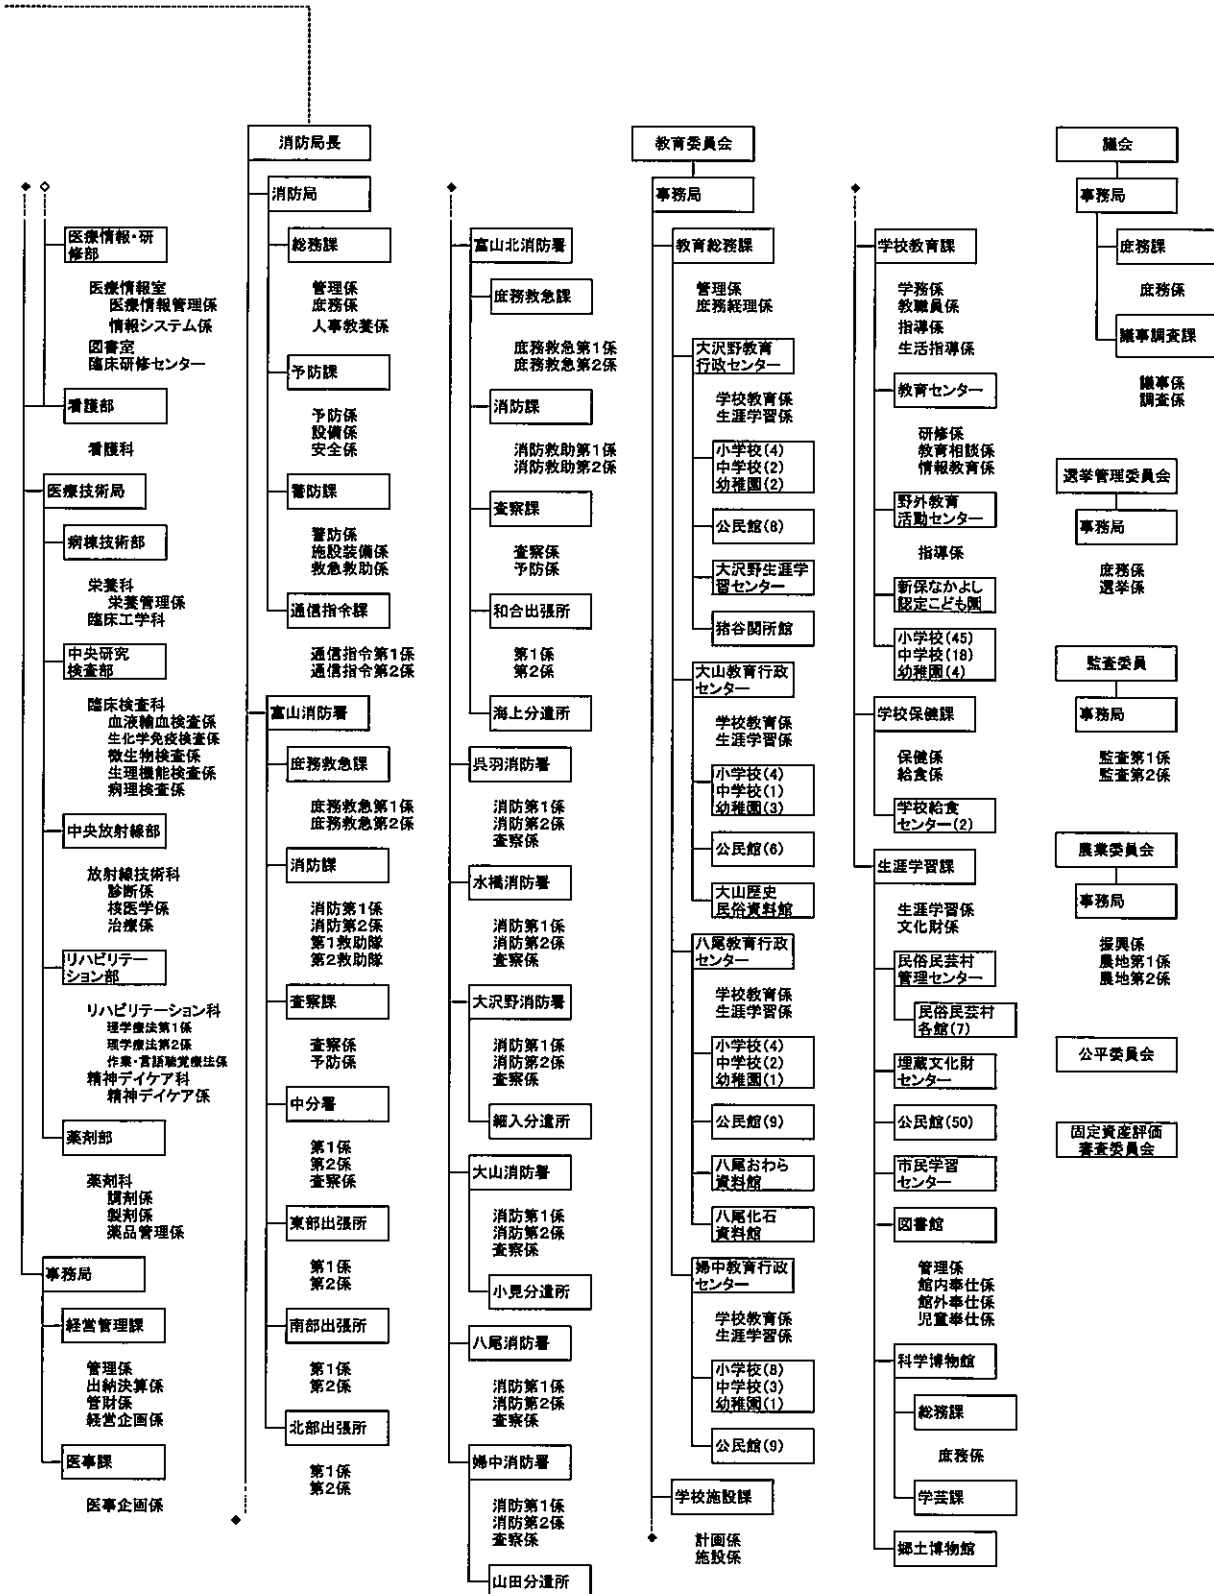 医療情報・研
修部
医療情報室
医療情報管理係
情報システム係
図書室
臨床研修センター
看護部
看護科
医療技術局
病棟技術部
栄養科
栄養管理係
臨床工学科
中央研究
検査部
臨床検査科
血液輸血検査係
生化学免疫検査係
微生物検査係
生理機能検査係
病理検査係
中央放射線部
放射線技術科
診断係
核医学係
治療係
リハビリテー
ション部
リハビリテーション科
理学療法第1係
理学療法第2係
作業・言語聴覚療法係
精神デイケア科
精神デイケア係
薬剤部
薬剤科
調剤係
製剤係
薬品管理係
事務局
経営管理課
管理係
出納決算係
管財係
経営企画係
医事課
医事企画係
消防局長
消防局
総務課
管理係
庶務係
人事教養係
予防課
予防係
設備係
安全係
警防課
警防係
施設装備係
救急救助係
通信指令課
通信指令第1係
通信指令第2係
富山消防署
庶務救急課
庶務救急第1係
庶務救急第2係
消防課
消防第1係
消防第2係
第1救助隊
第2救助隊
査察課
査察係
予防係
中分署
第1係
第2係
査察係
東部出張所
第1係
第2係
南部出張所
第1係
第2係
北部出張所
第1係
第2係
富山北消防署
庶務救急課
庶務救急第1係
庶務救急第2係
消防課
消防救助第1係
消防救助第2係
査察課
査察係
予防係
和合出張所
第1係
第2係
海上分遣所
呉羽消防署
消防第1係
消防第2係
査察係
水橋消防署
消防第1係
消防第2係
査察係
大沢野消防署
消防第1係
消防第2係
査察係
細入分遣所
大山消防署
消防第1係
消防第2係
査察係
小見分遣所
八尾消防署
消防第1係
消防第2係
査察係
婦中消防署
消防第1係
消防第2係
査察係
山田分遣所
教育委員会
事務局
教育総務課
管理係
庶務経理係
大沢野教育
行政センター
学校教育係
生涯学習係
小学校(4)
中学校(2)
幼稚園(2)
公民館(8)
大沢野生涯学
習センター
猪谷関所館
大山教育行政
センター
学校教育係
生涯学習係
小学校(4)
中学校(1)
幼稚園(3)
公民館(6)
大山歴史
民俗資料館
八尾教育行政
センター
学校教育係
生涯学習係
小学校(4)
中学校(2)
幼稚園(1)
公民館(9)
八尾おわら
資料館
八尾化石
資料館
婦中教育行政
センター
学校教育係
生涯学習係
小学校(8)
中学校(3)
幼稚園(1)
公民館(9)
学校施設課
計画係
施設係
学校教育課
学務係
教職員係
指導係
生活指導係
教育センター
研修係
教育相談係
情報教育係
野外教育
活動センター
指導係
新保なかよし
認定こども園
小学校(45)
中学校(18)
幼稚園(4)
学校保健課
保健係
給食係
学校給食
センター(2)
生涯学習課
生涯学習係
文化財係
民俗民芸村
管理センター
民俗民芸村
各館(7)
埋蔵文化財
センター
公民館(50)
市民学習
センター
図書館
管理係
館内奉仕係
館外奉仕係
児童奉仕係
科学博物館
総務課
庶務係
学芸課
郷土博物館
議会
事務局
庶務課
庶務係
議事調査課
議事係
調査係
選挙管理委員会
事務局
庶務係
選挙係
監査委員
事務局
監査第1係
監査第2係
農業委員会
事務局
振興係
農地第1係
農地第2係
公平委員会
固定資産評価
審査委員会